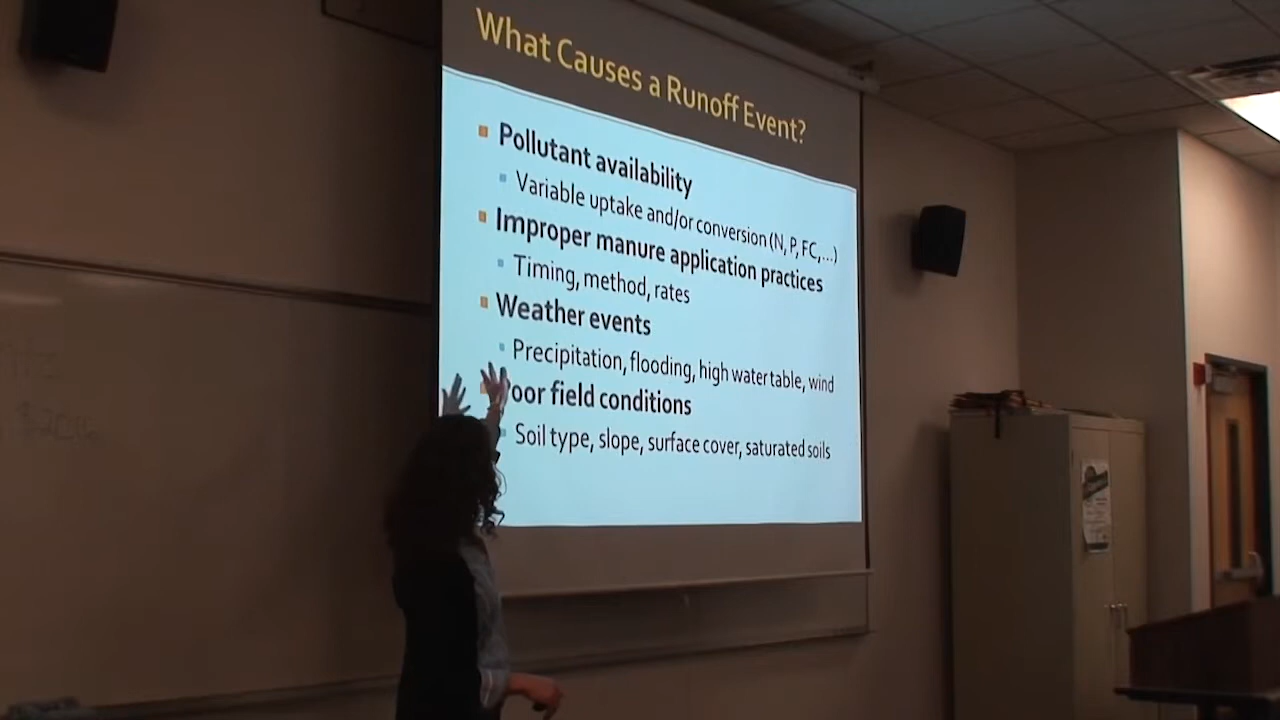 What Causes a Runoff Event?
Pollutant availability
Variable uptake and/or conversion (N, P, FC,...)
Improper manure application practices
Timing, method, rates
Weather events
Precipitation, flooding, high water table, wind
oor field conditions
Soil type, slope, surface cover, saturated soils